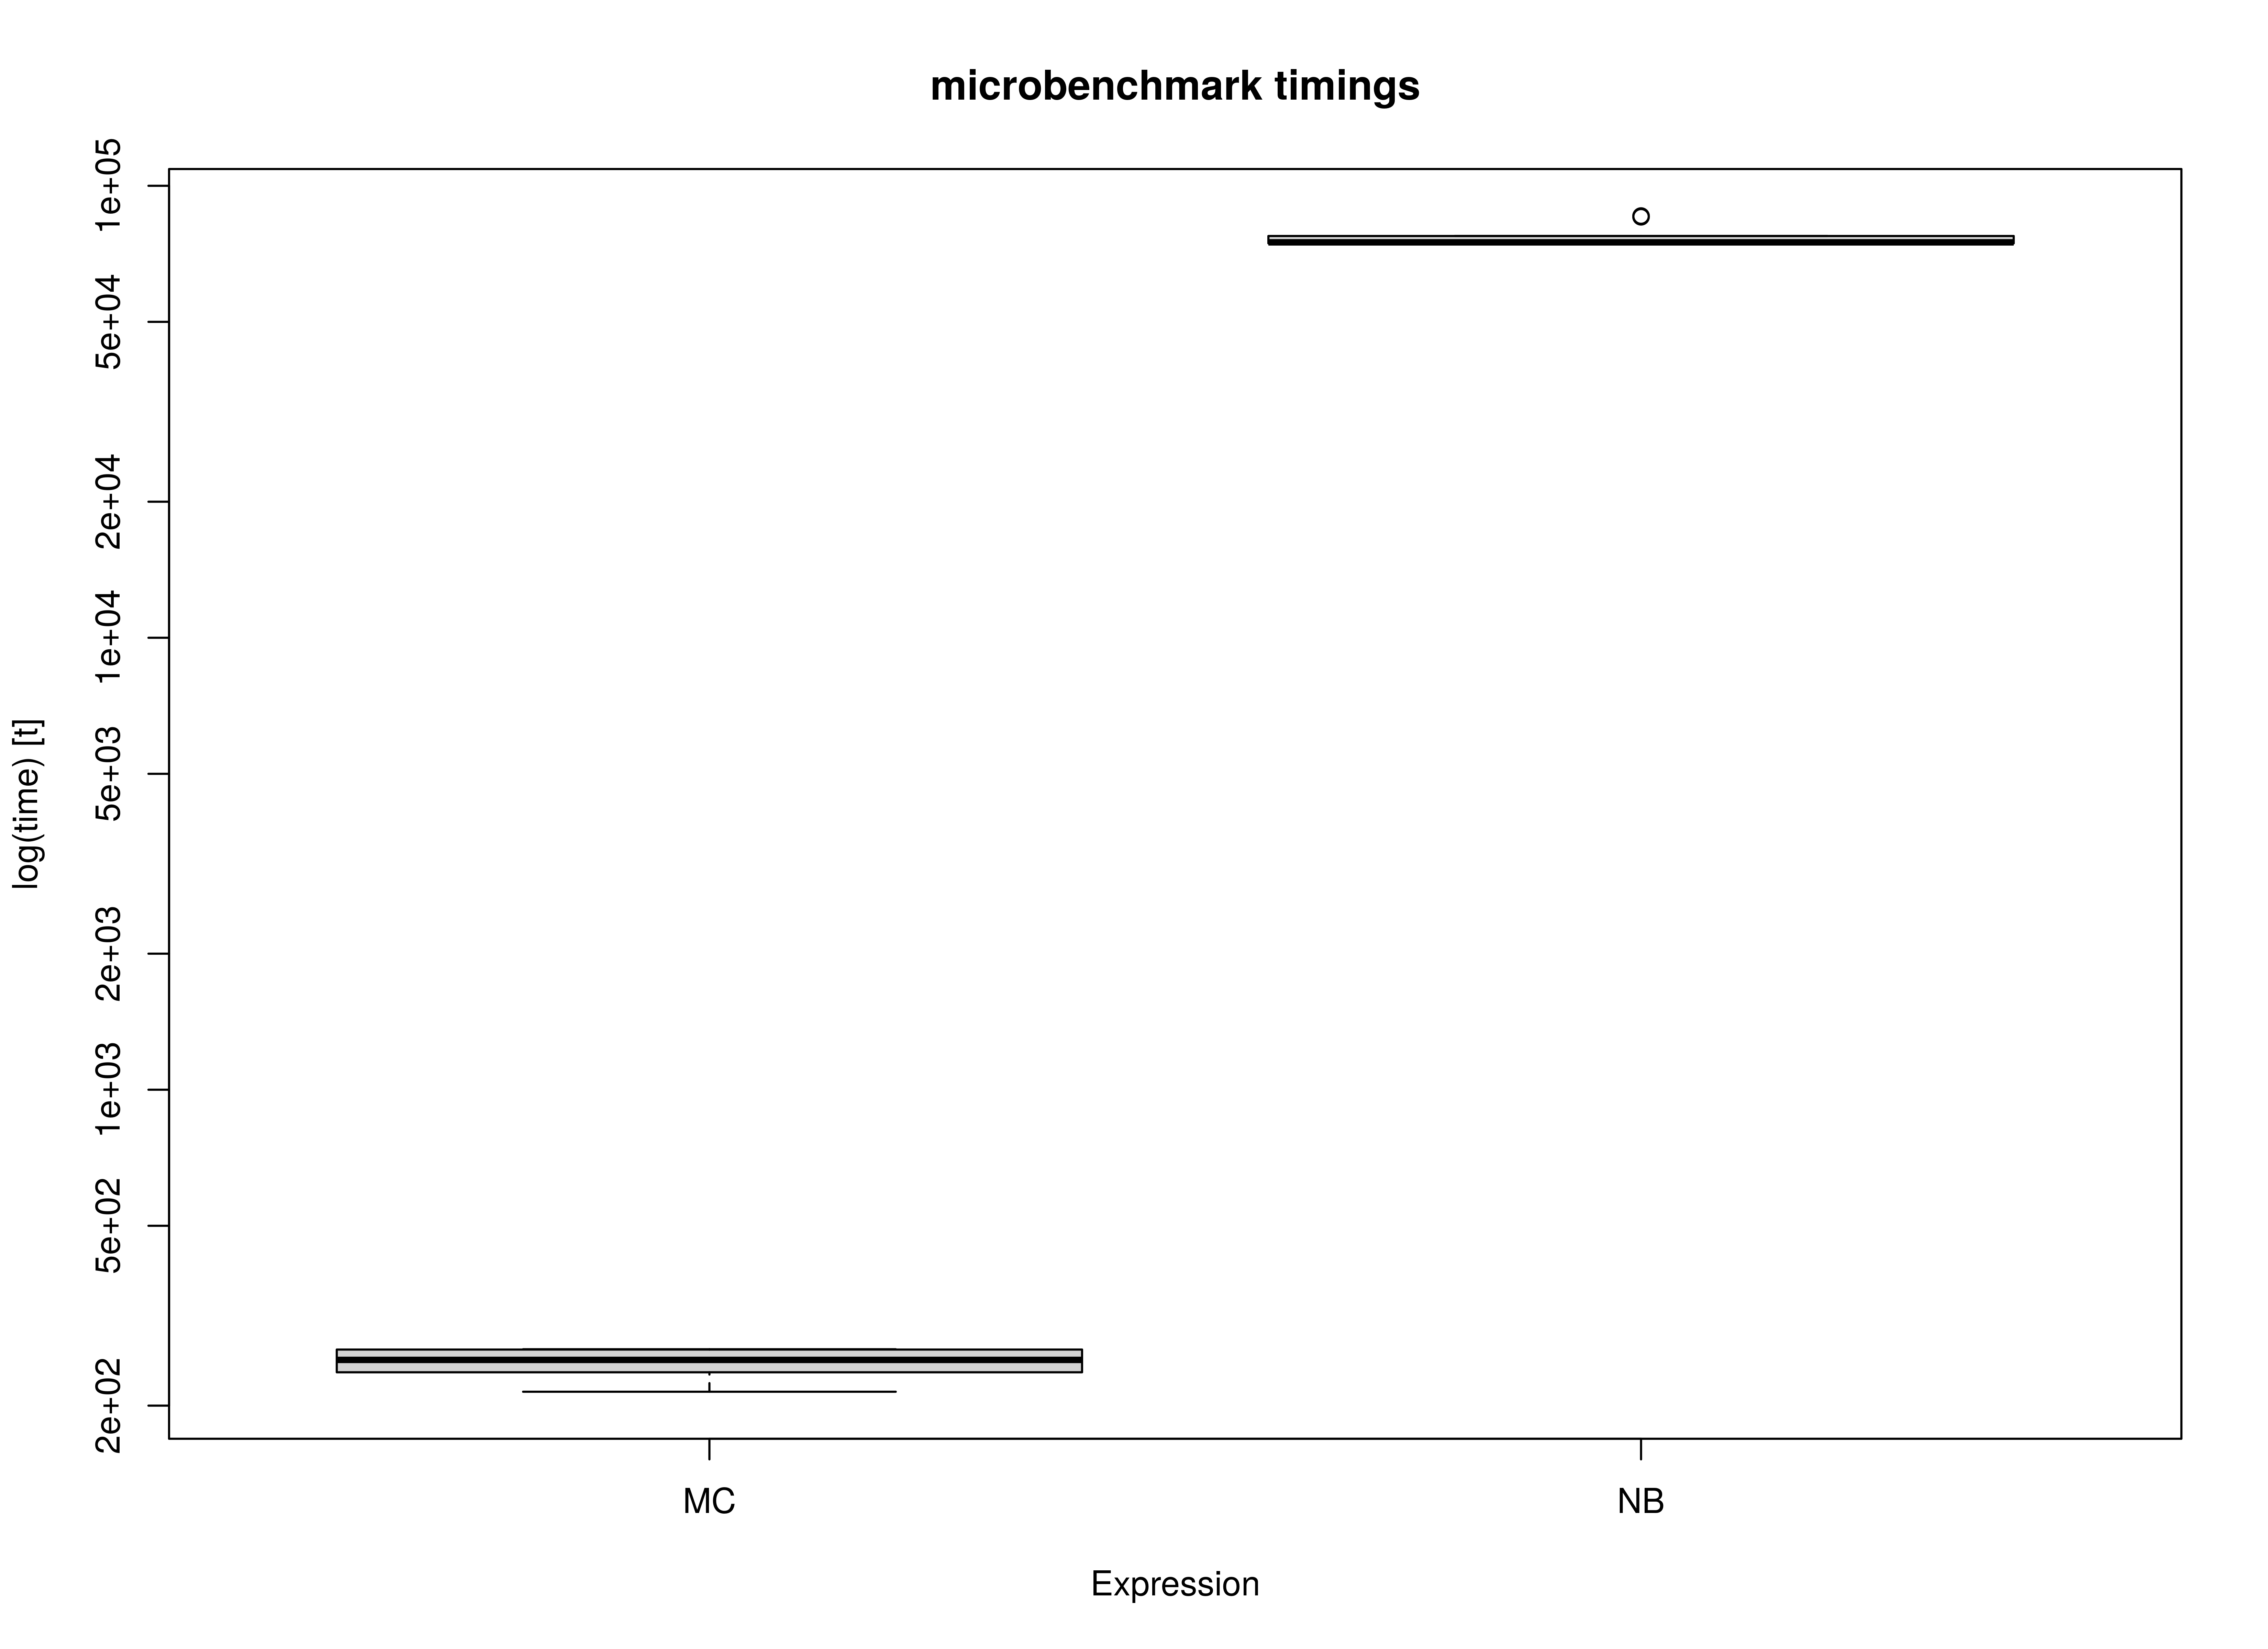 microbenchmark timings
log(time) [t]
1e+05
5e+04
2e+04
1e+04
5e+03
2e+03
1e+03
5e+02
2e+02
MC
NB
Expression